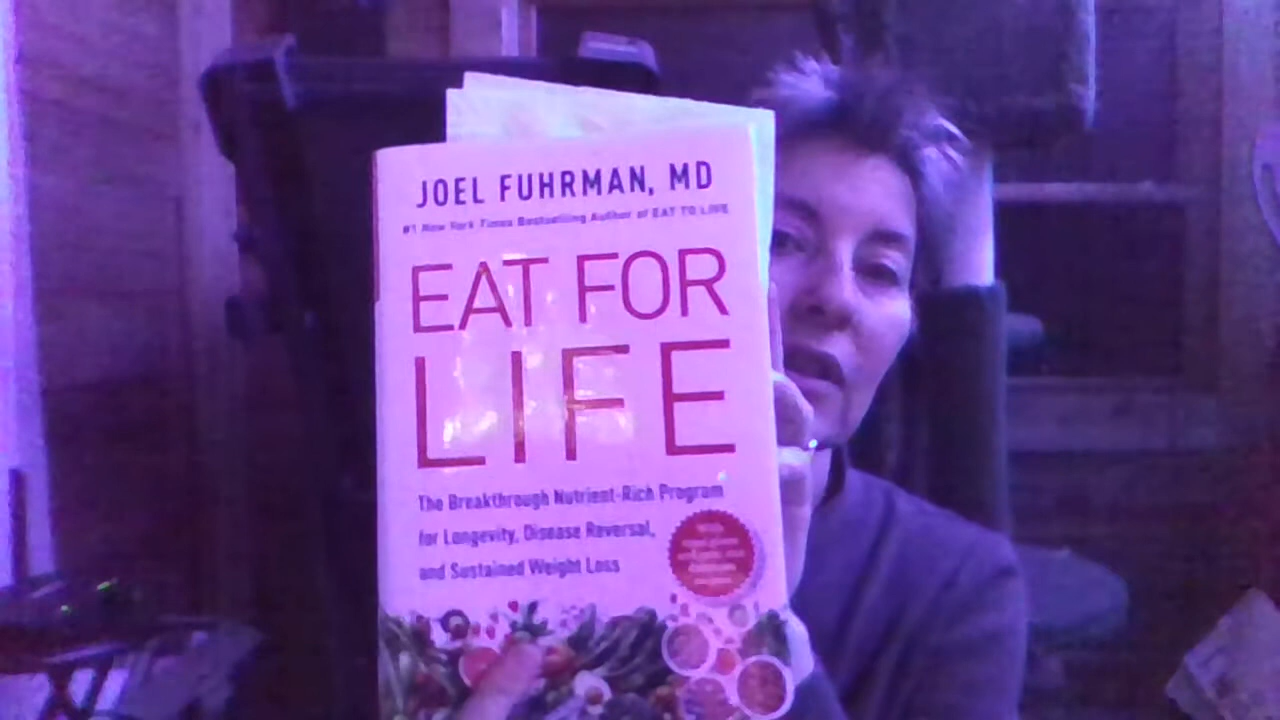 JOEL FUHRMAN, MD
#1 New York Times Bestselling Author of EAT TO LIVE
EAT FOR
LIFE
The Breakthrough Nutrient-Rich Program
for Longevity, Disease Reversal,
and Sustained Weight Loss